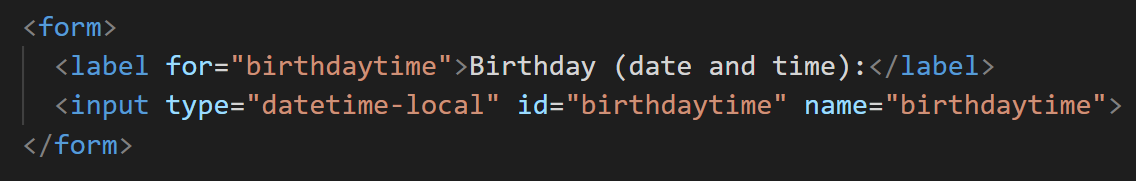 <form>
<label for="birthdaytime">Birthday (date and time):</label>
<input type="datetime-local" id="birthdaytime" name="birthdaytime">
</form>